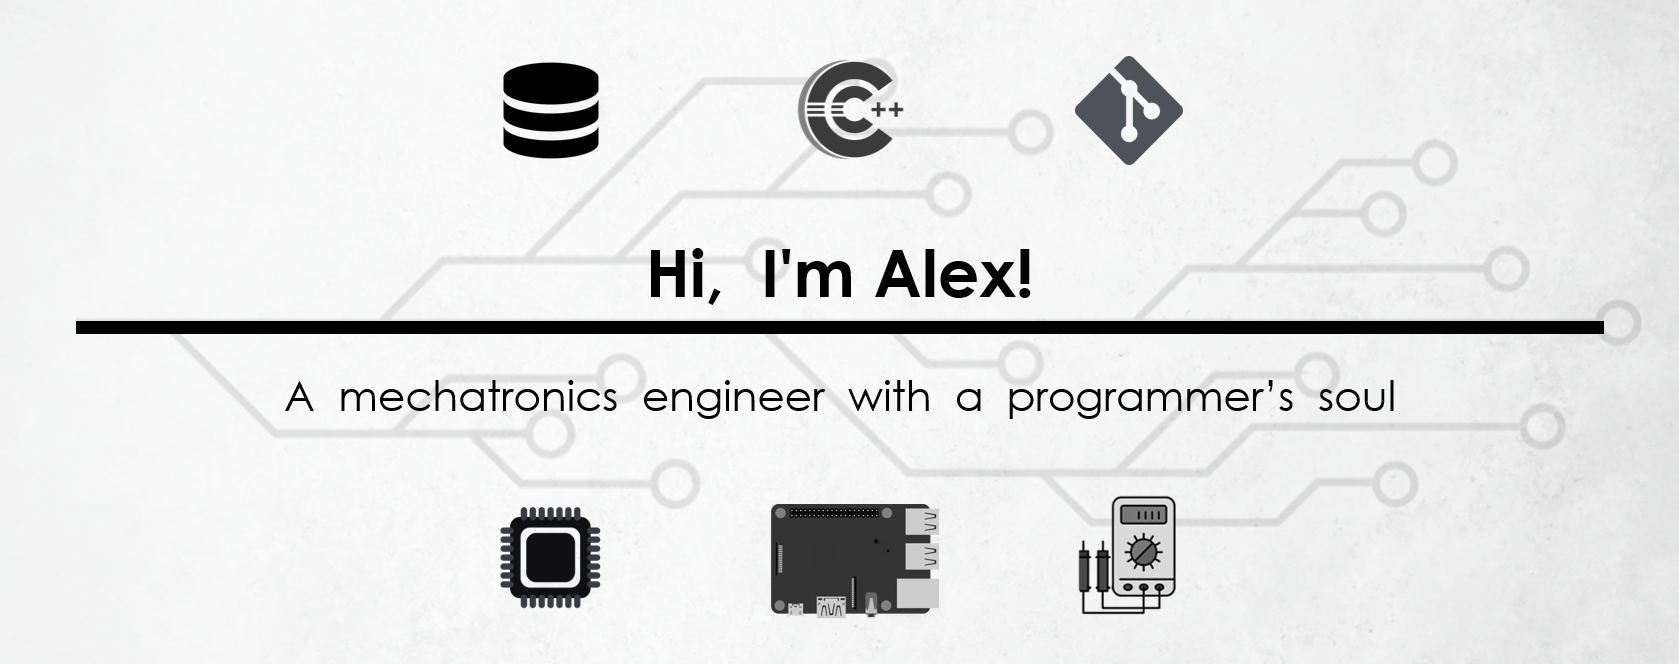 C++
Hi, I'm Alex!
A mechatronics engineer with a programmer’s soul